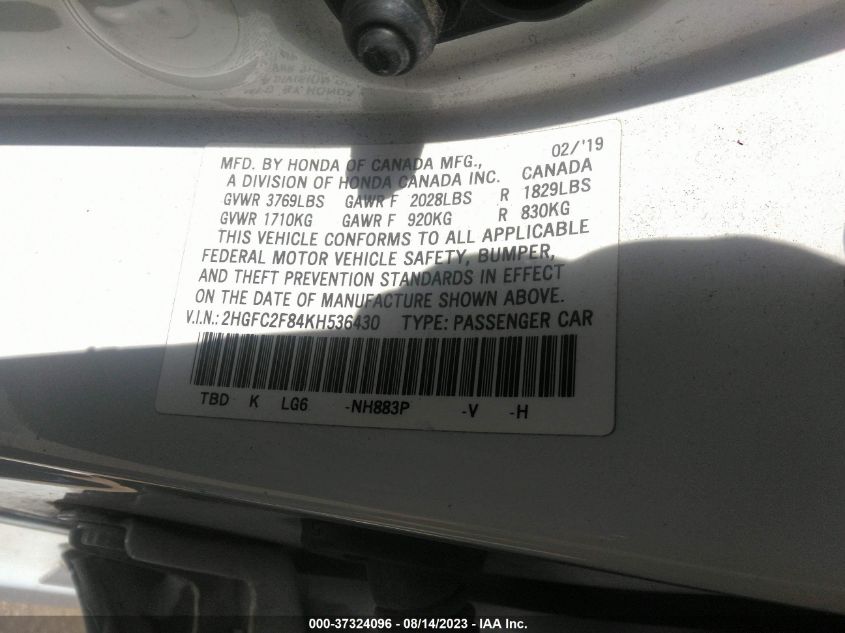 MFD. BY HONDA OF CANADA MFG., 02/'19
A DIVISION OF HONDA CANADA INC. CANADA
GVWR 3769LBS GAWR F 2028LBS R 1829LBS
GVWR 1710KG GAWR F 920KG R 830KG
THIS VEHICLE CONFORMS TO ALL APPLICABLE
FEDERAL MOTOR VEHICLE SAFETY, BUMPER,
AND THEFT PREVENTION STANDARDS IN EFFECT
ON THE DATE OF MANUFACTURE SHOWN ABOVE.
V.I.N.: 2HGFC2F84KH536430 TYPE: PASSENGER CAR
TBD K LG6 -NH883P -V -H
000-37324096 - 08/14/2023 - IAA Inc.